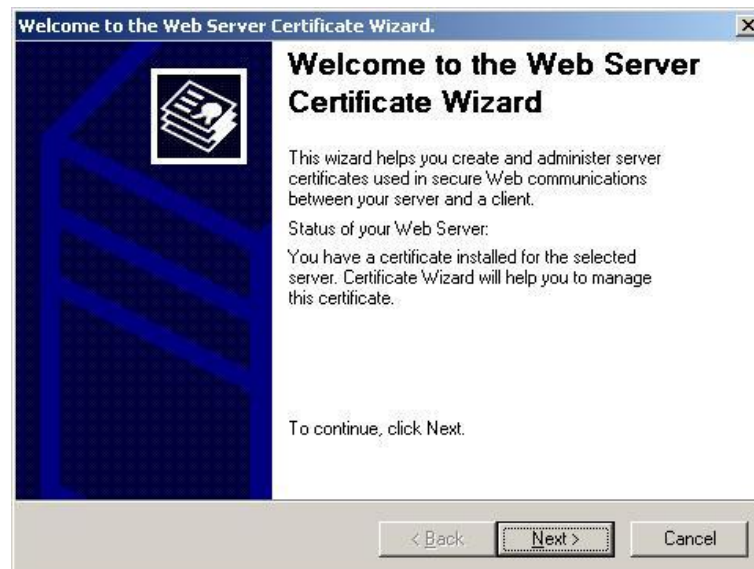 Welcome to the Web Server Certificate Wizard.
Welcome to the Web Server
Certificate Wizard
This wizard helps you create and administer server
certificates used in secure Web communications
between your server and a client.
Status of your Web Server:
You have a certificate installed for the selected
server. Certificate Wizard will help you to manage
this certificate.
To continue, click Next.
< Back Next > Cancel